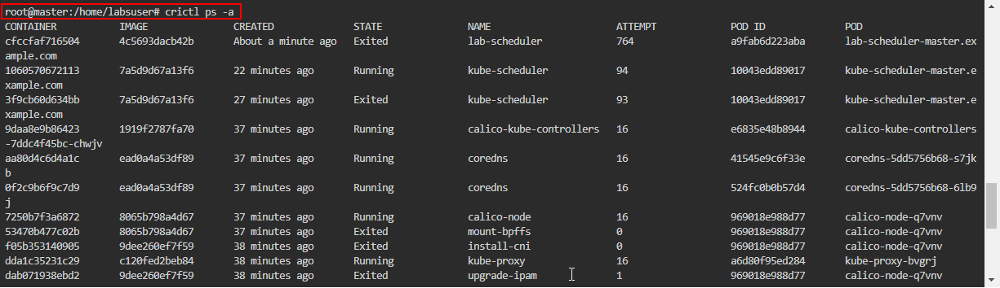 root@master:/home/labsuser# crictl ps -a
CONTAINER IMAGE CREATED STATE NAME ATTEMPT POD ID POD
cfccfaf716504 4c5693dacb42b About a minute ago Exited lab-scheduler 764 a9fab6d223aba lab-scheduler-master.ex
ample.com
1060570672113 7a5d9d67a13f6 22 minutes ago Running kube-scheduler 94 10043edd89017 kube-scheduler-master.e
xample.com
3f9cb60d634bb 7a5d9d67a13f6 27 minutes ago Exited kube-scheduler 93 10043edd89017 kube-scheduler-master.e
xample.com
9daa8e9b86423 1919f2787fa70 37 minutes ago Running calico-kube-controllers 16 e6835e48b8944 calico-kube-controllers
-7ddc4f45bc-chwjv
aa80d4c6d4a1c ead0a4a53df89 37 minutes ago Running coredns 16 41545e9c6f33e coredns-5dd5756b68-s7jk
b
0f2c9b6f9c7d9 ead0a4a53df89 37 minutes ago Running coredns 16 524fc0b0b57d4 coredns-5dd5756b68-6lb9
j
7250b7f3a6872 8065b798a4d67 37 minutes ago Running calico-node 16 969018e988d77 calico-node-q7vnv
53470b477c02b 8065b798a4d67 37 minutes ago Exited mount-bpffs 0 969018e988d77 calico-node-q7vnv
f05b353140905 9dee260ef7f59 38 minutes ago Exited install-cni 0 969018e988d77 calico-node-q7vnv
dda1c35231c29 c120fed2beb84 38 minutes ago Running kube-proxy 16 a6d80f95ed284 kube-proxy-bvgrj
dab071938ebd2 9dee260ef7f59 38 minutes ago Exited upgrade-ipam 1 969018e988d77 calico-node-q7vnv